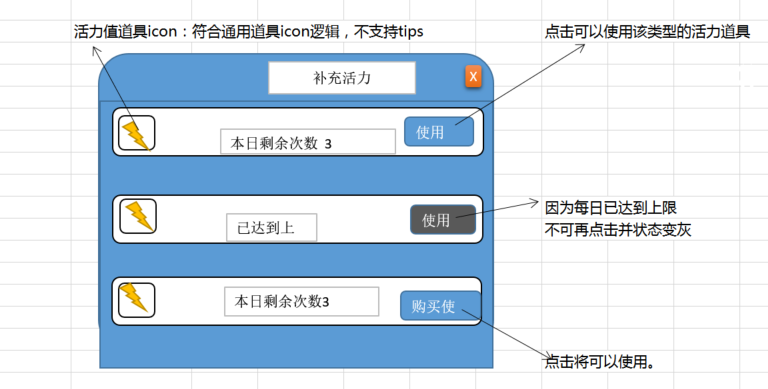 活力值道具icon：符合通用道具icon逻辑，不支持tips
点击可以使用该类型的活力道具
补充活力
X
本日剩余次数 3
使用
已达到上
使用
因为每日已达到上限
不可再点击并状态变灰
本日剩余次数3
购买使
点击将可以使用。